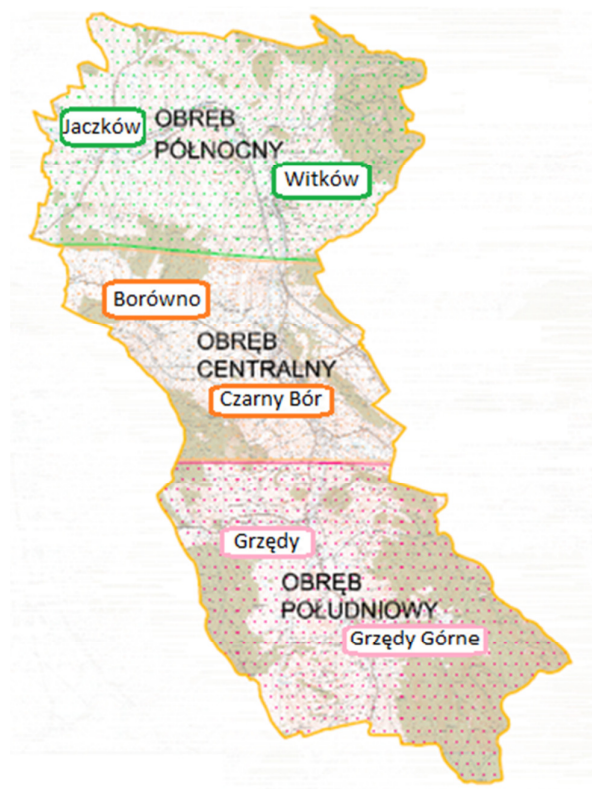 Jaczków
OBRĘB
PÓŁNOCNY
Witków
Borówno
OBRĘB
CENTRALNY
Czarny Bór
Grzędy
OBRĘB
POŁUDNIOWY
Grzędy Górne